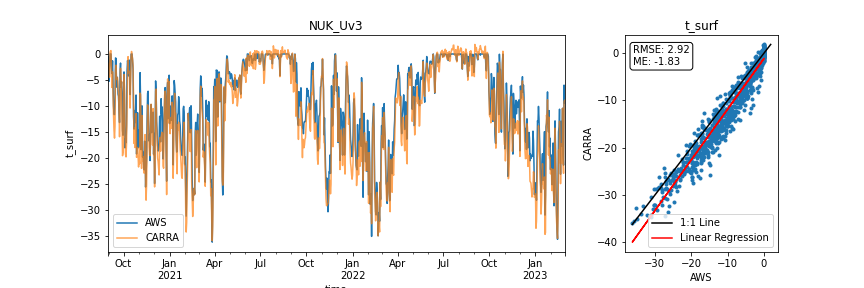 NUK_Uv3
t_surf
0
−5
−10
−15
−20
−25
−30
−35
t_surf
AWS
CARRA
Oct
Jan
2021
Apr
Jul
Oct
Jan
2022
Apr
Jul
Oct
Jan
2023
time
t_surf
RMSE: 2.92
ME: -1.83
0
−10
−20
−30
−40
CARRA
1:1 Line
Linear Regression
−30
−20
−10
0
AWS